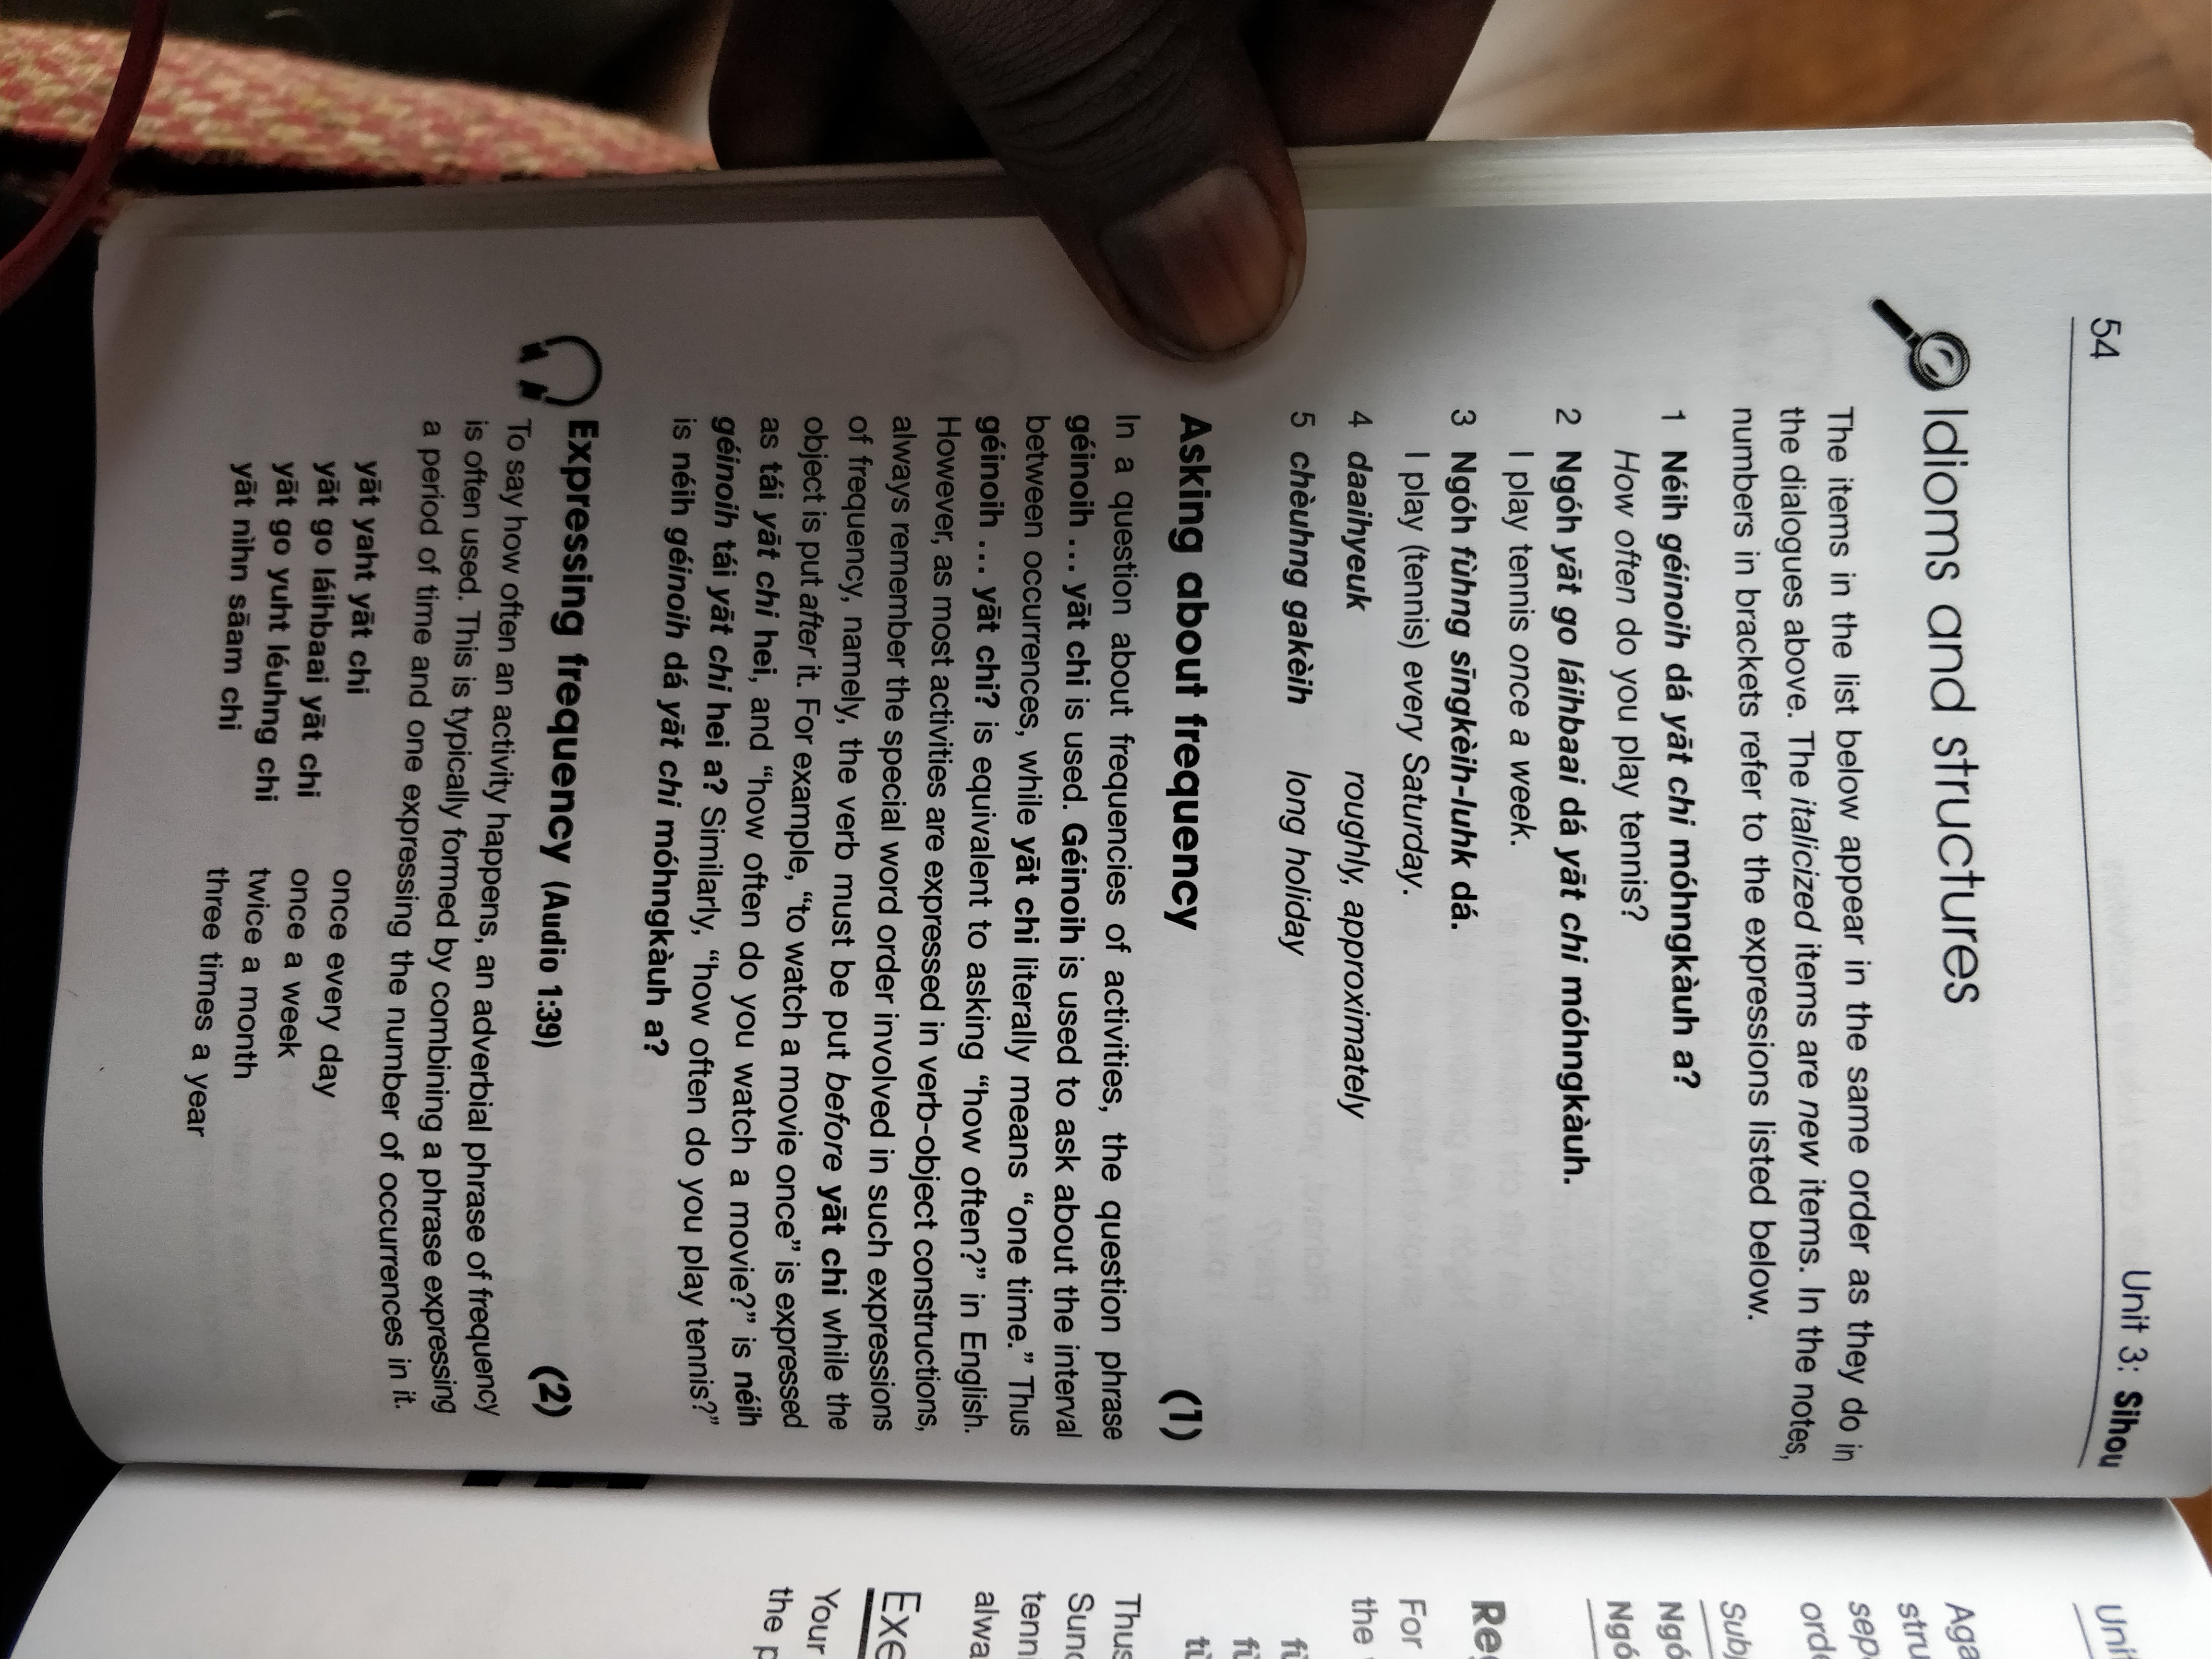 54
Unit 3: Sihou
Idioms and structures
The items in the list below appear in the same order as they do in
the dialogues above. The italicized items are new items. In the notes,
numbers in brackets refer to the expressions listed below.
1 Néih géinoih dá yāt chi móhngkàuh a?
How often do you play tennis?
2 Ngóh yāt go láihbaai dá yāt chi móhngkàuh.
I play tennis once a week.
3 Ngóh fùhng sīngkèih-luhk dá.
I play (tennis) every Saturday.
4 daaihyeuk roughly, approximately
5 chèuhng gakèih long holiday
Asking about frequency (1)
In a question about frequencies of activities, the question phrase
géinoih ... yāt chi is used. Géinoih is used to ask about the interval
between occurrences, while yāt chi literally means “one time.” Thus
géinoih ... yāt chi? is equivalent to asking “how often?” in English.
However, as most activities are expressed in verb-object constructions,
always remember the special word order involved in such expressions
of frequency, namely, the verb must be put before yāt chi while the
object is put after it. For example, “to watch a movie once” is expressed
as tái yāt chi hei, and “how often do you watch a movie?” is néih
géinoih tái yāt chi hei a? Similarly, “how often do you play tennis?”
is néih géinoih dá yāt chi móhngkàuh a?
Expressing frequency (Audio 1:39) (2)
To say how often an activity happens, an adverbial phrase of frequency
is often used. This is typically formed by combining a phrase expressing
a period of time and one expressing the number of occurrences in it.
yāt yaht yāt chi once every day
yāt go láihbaai yāt chi once a week
yāt go yuht léuhng chi twice a month
yāt nìhn sāam chi three times a year
Unit
Aga
stru
sep
orde
Subj
Ngó
Ngó
Reg
For
the
fù
fù
fù
Thus
Sund
tenn
alwa
Exe
Your
the p